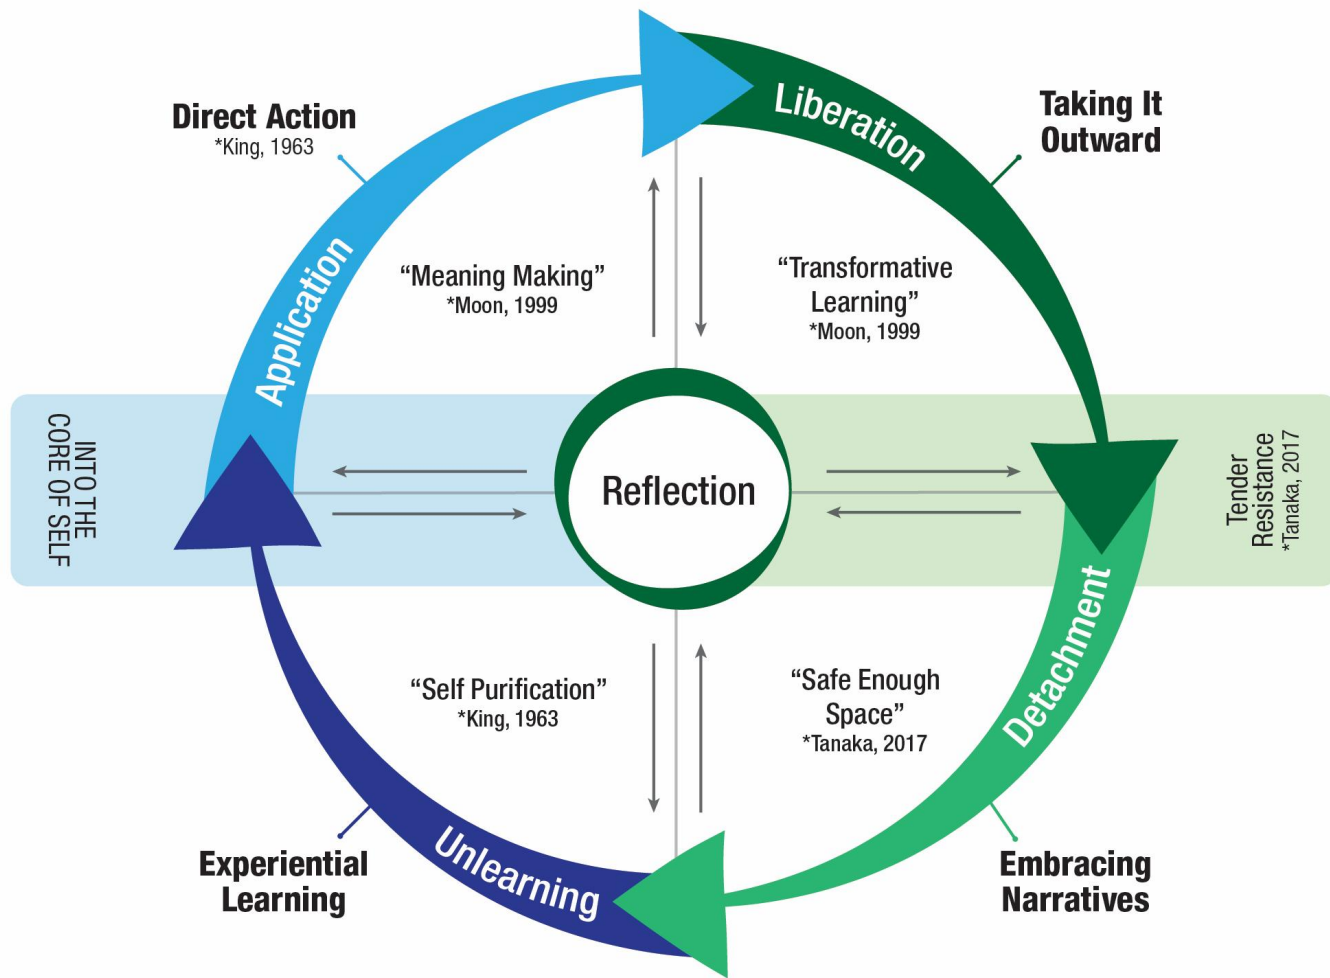 Direct Action
*King, 1963
Liberation
Taking It
Outward
Application
“Meaning Making”
*Moon, 1999
“Transformative
Learning”
*Moon, 1999
INTO THE
CORE OF SELF
Reflection
Tender
Resistance
*Tanaka, 2017
“Self Purification”
*King, 1963
“Safe Enough
Space”
*Tanaka, 2017
Detachment
Experiential
Learning
Unlearning
Embracing
Narratives